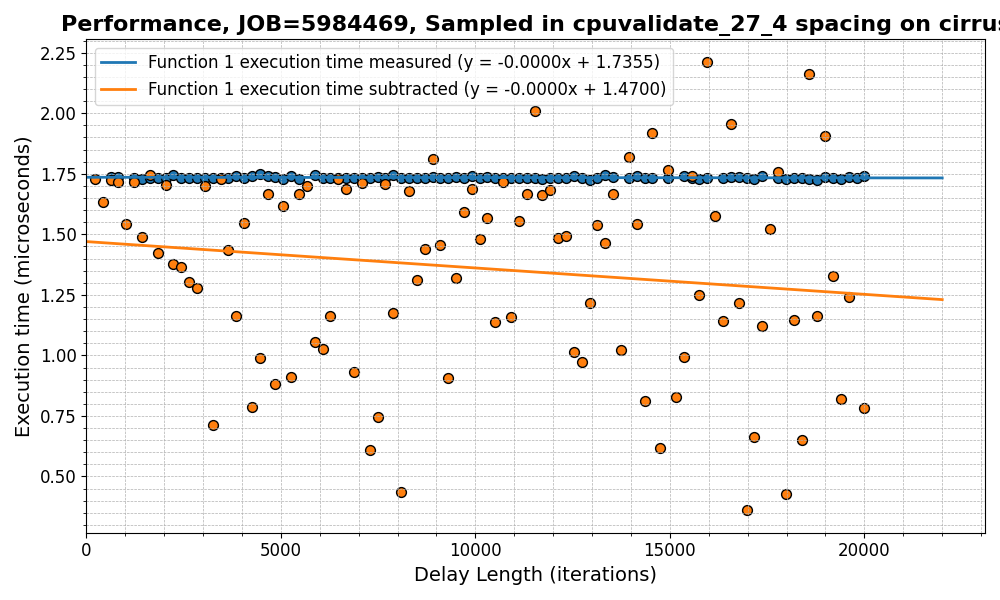 Performance, JOB=5984469, Sampled in cpuvalidate_27_4 spacing on cirrus
Function 1 execution time measured (y = -0.0000x + 1.7355)
Function 1 execution time subtracted (y = -0.0000x + 1.4700)
Execution time (microseconds)
2.25
2.00
1.75
1.50
1.25
1.00
0.75
0.50
0
5000
10000
15000
20000
Delay Length (iterations)